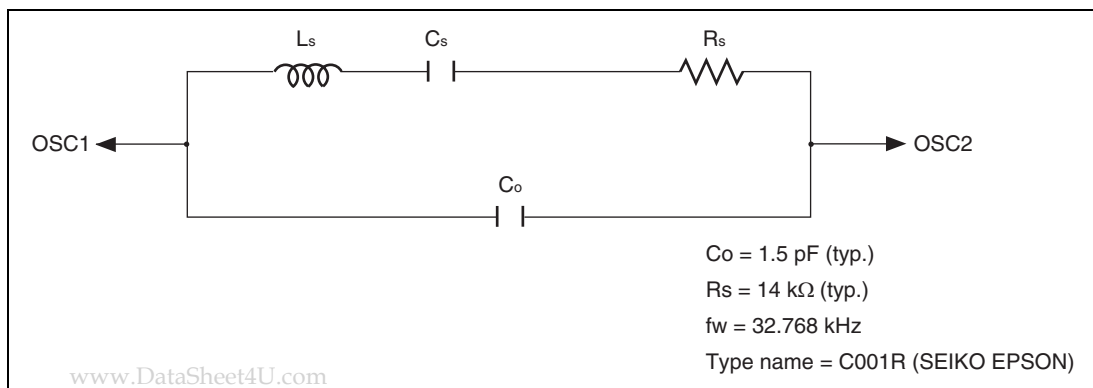 Ls
Cs
Rs
OSC1
OSC2
Co
Co = 1.5 pF (typ.)
Rs = 14 kΩ (typ.)
fw = 32.768 kHz
Type name = C001R (SEIKO EPSON)
www.DataSheet4U.com